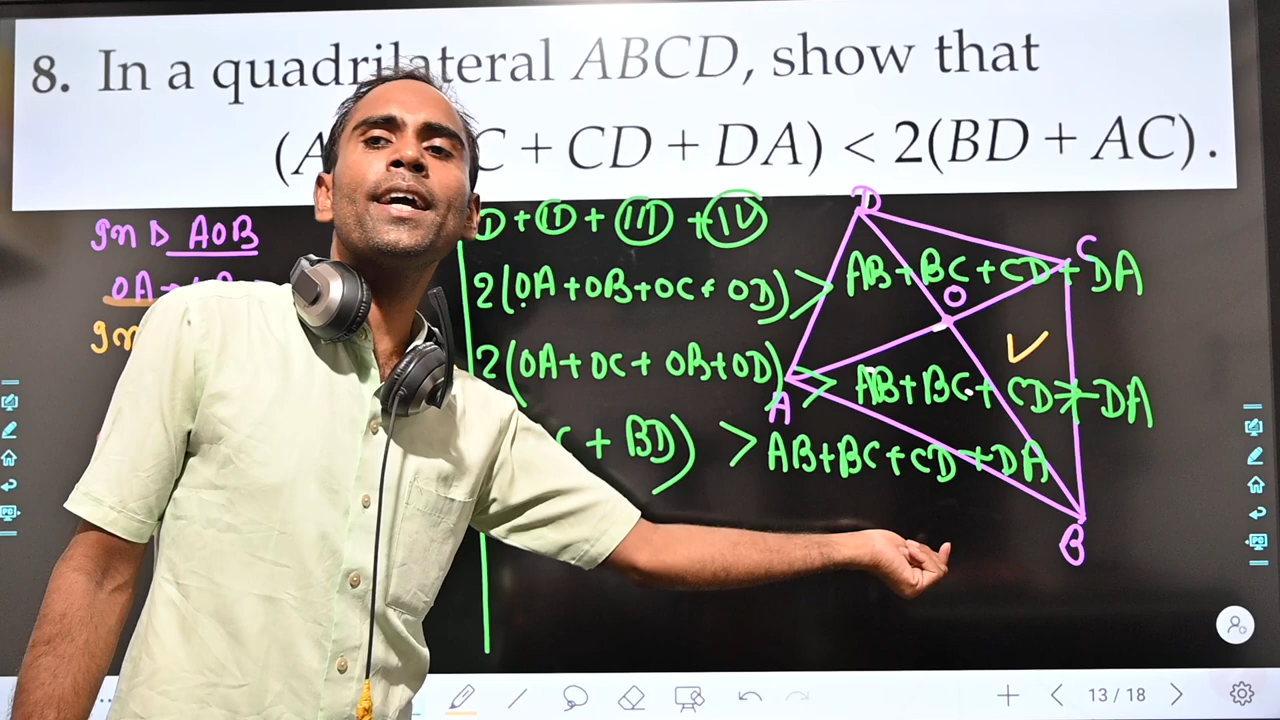 8. In a quadrilateral ABCD, show that
C + CD + DA) < 2(BD + AC).
In △ AOB
OA
In
I + II + III + IV
2(OA+OB+OC+OD) > AB+BC+CD+DA
2(OA+OC+OB+OD) > AB+BC+CD+DA
+ BD) > AB+BC+CD+DA
D
C
O
A
B
13 / 18